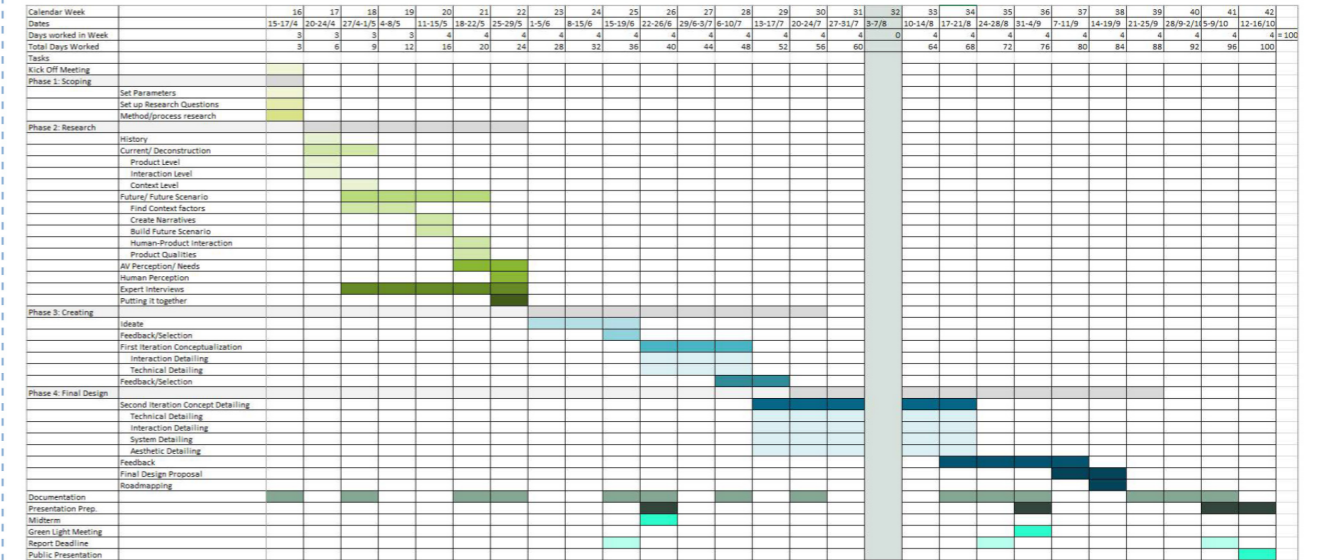 Calendar Week 16 17 18 19 20 21 22 23 24 25 26 27 28 29 30 31 32 33 34 35 36 37 38 39 40 41 42
Dates 15-17/4 20-24/4 27/4-1/5 4-8/5 11-15/5 18-22/5 25-29/5 1-5/6 8-15/6 15-19/6 22-26/6 29/6-3/7 6-10/7 13-17/7 20-24/7 27-31/7 3-7/8 10-14/8 17-21/8 24-28/8 31-4/9 7-11/9 14-19/9 21-25/9 28/9-2/10 5-9/10 12-16/10
Days worked in Week 3 3 3 3 4 4 4 4 4 4 4 4 4 4 4 4 0 4 4 4 4 4 4 4 4 4 4 = 100
Total Days Worked 3 6 9 12 16 20 24 28 32 36 40 44 48 52 56 60 64 68 72 76 80 84 88 92 96 100
Tasks
Kick Off Meeting
Phase 1: Scoping
Set Parameters
Set up Research Questions
Method/process research
Phase 2: Research
History
Current/ Deconstruction
Product Level
Interaction Level
Context Level
Future/ Future Scenario
Find Context factors
Create Narratives
Build Future Scenario
Human-Product Interaction
Product Qualities
AV Perception/ Needs
Human Perception
Expert Interviews
Putting it together
Phase 3: Creating
Ideate
Feedback/Selection
First Iteration Conceptualization
Interaction Detailing
Technical Detailing
Feedback/Selection
Phase 4: Final Design
Second Iteration Concept Detailing
Technical Detailing
Interaction Detailing
System Detailing
Aesthetic Detailing
Feedback
Final Design Proposal
Roadmapping
Documentation
Presentation Prep.
Midterm
Green Light Meeting
Report Deadline
Public Presentation